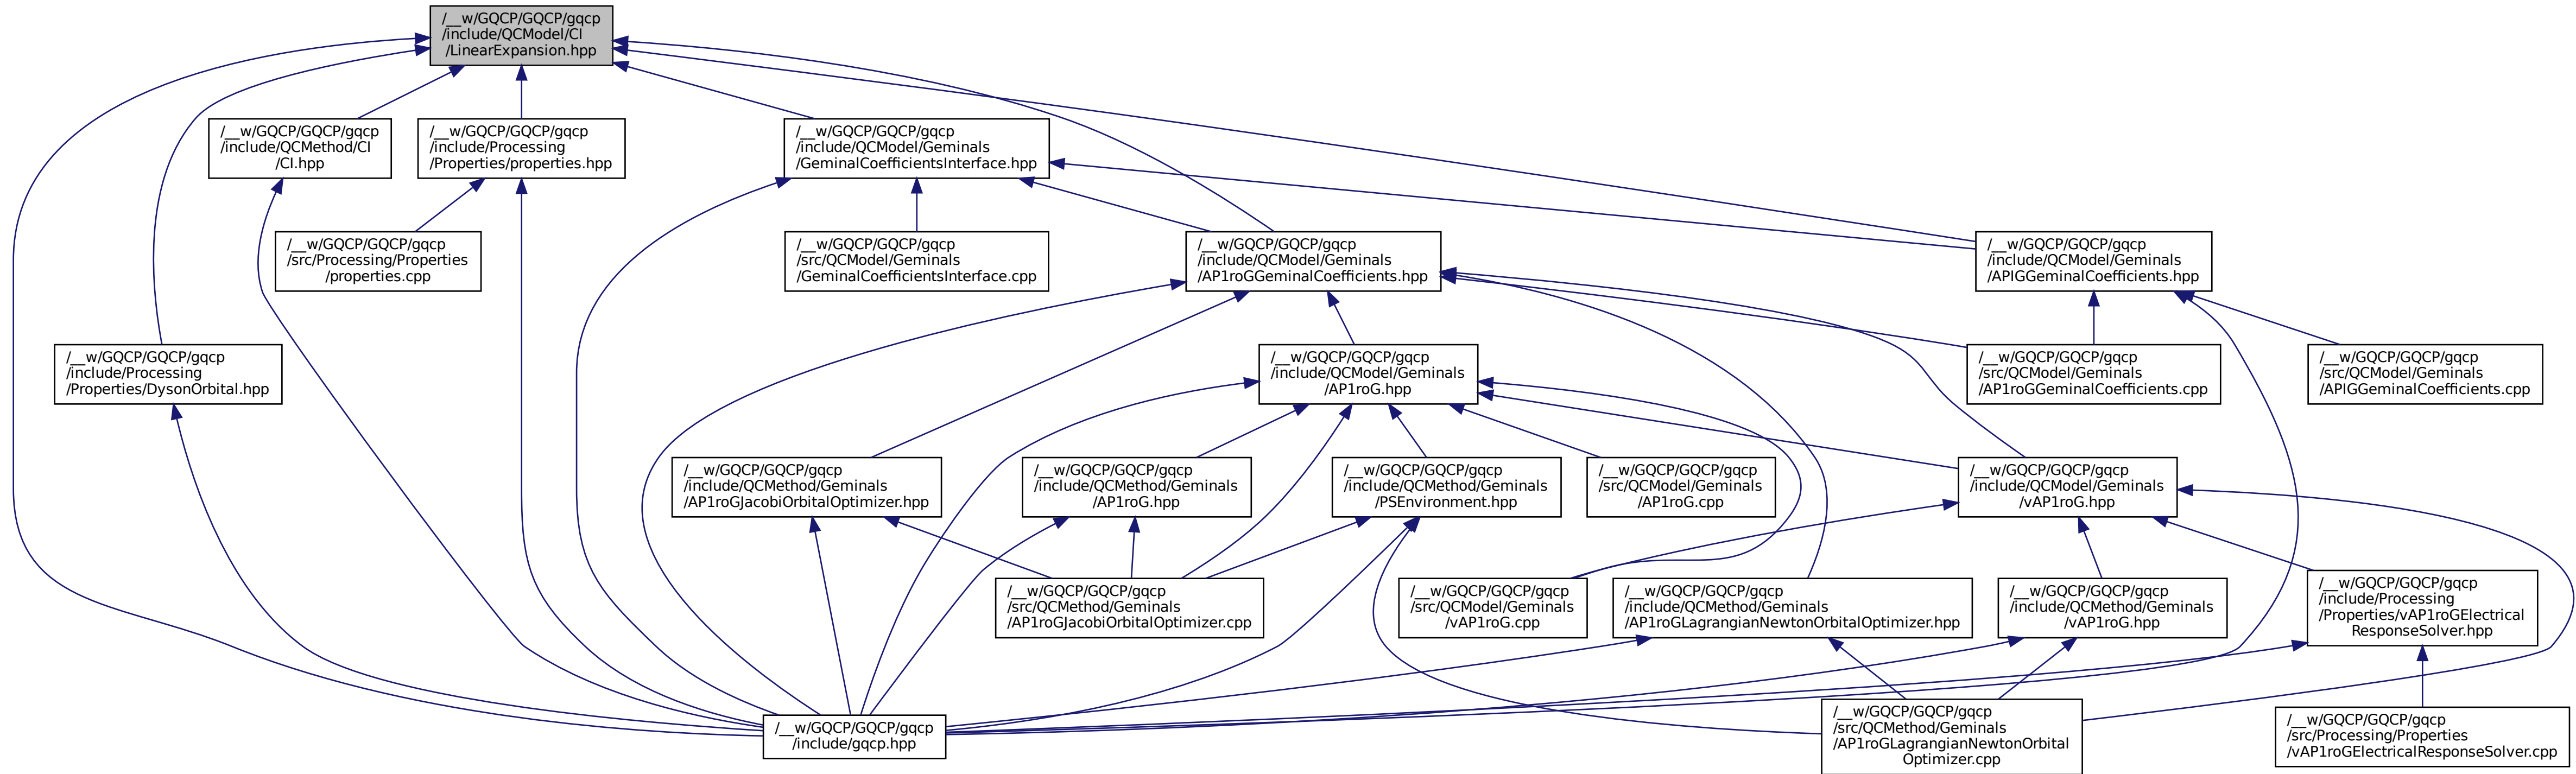 /__w/GQCP/GQCP/gqcp
/include/QCModel/CI
/LinearExpansion.hpp
/__w/GQCP/GQCP/gqcp
/include/QCMethod/CI
/CI.hpp
/__w/GQCP/GQCP/gqcp
/include/Processing
/Properties/properties.hpp
/__w/GQCP/GQCP/gqcp
/include/QCModel/Geminals
/GeminalCoefficientsInterface.hpp
/__w/GQCP/GQCP/gqcp
/src/Processing/Properties
/properties.cpp
/__w/GQCP/GQCP/gqcp
/src/QCModel/Geminals
/GeminalCoefficientsInterface.cpp
/__w/GQCP/GQCP/gqcp
/include/QCModel/Geminals
/AP1roGGeminalCoefficients.hpp
/__w/GQCP/GQCP/gqcp
/include/QCModel/Geminals
/APIGGeminalCoefficients.hpp
/__w/GQCP/GQCP/gqcp
/include/Processing
/Properties/DysonOrbital.hpp
/__w/GQCP/GQCP/gqcp
/include/QCModel/Geminals
/AP1roG.hpp
/__w/GQCP/GQCP/gqcp
/src/QCModel/Geminals
/AP1roGGeminalCoefficients.cpp
/__w/GQCP/GQCP/gqcp
/src/QCModel/Geminals
/APIGGeminalCoefficients.cpp
/__w/GQCP/GQCP/gqcp
/include/QCMethod/Geminals
/AP1roGJacobiOrbitalOptimizer.hpp
/__w/GQCP/GQCP/gqcp
/include/QCMethod/Geminals
/AP1roG.hpp
/__w/GQCP/GQCP/gqcp
/include/QCMethod/Geminals
/PSEnvironment.hpp
/__w/GQCP/GQCP/gqcp
/src/QCModel/Geminals
/AP1roG.cpp
/__w/GQCP/GQCP/gqcp
/include/QCModel/Geminals
/vAP1roG.hpp
/__w/GQCP/GQCP/gqcp
/src/QCMethod/Geminals
/AP1roGJacobiOrbitalOptimizer.cpp
/__w/GQCP/GQCP/gqcp
/src/QCModel/Geminals
/vAP1roG.cpp
/__w/GQCP/GQCP/gqcp
/include/QCMethod/Geminals
/AP1roGLagrangianNewtonOrbitalOptimizer.hpp
/__w/GQCP/GQCP/gqcp
/include/QCMethod/Geminals
/vAP1roG.hpp
/__w/GQCP/GQCP/gqcp
/include/Processing
/Properties/vAP1roGElectrical
ResponseSolver.hpp
/__w/GQCP/GQCP/gqcp
/include/gqcp.hpp
/__w/GQCP/GQCP/gqcp
/src/QCMethod/Geminals
/AP1roGLagrangianNewtonOrbital
Optimizer.cpp
/__w/GQCP/GQCP/gqcp
/src/Processing/Properties
/vAP1roGElectricalResponseSolver.cpp